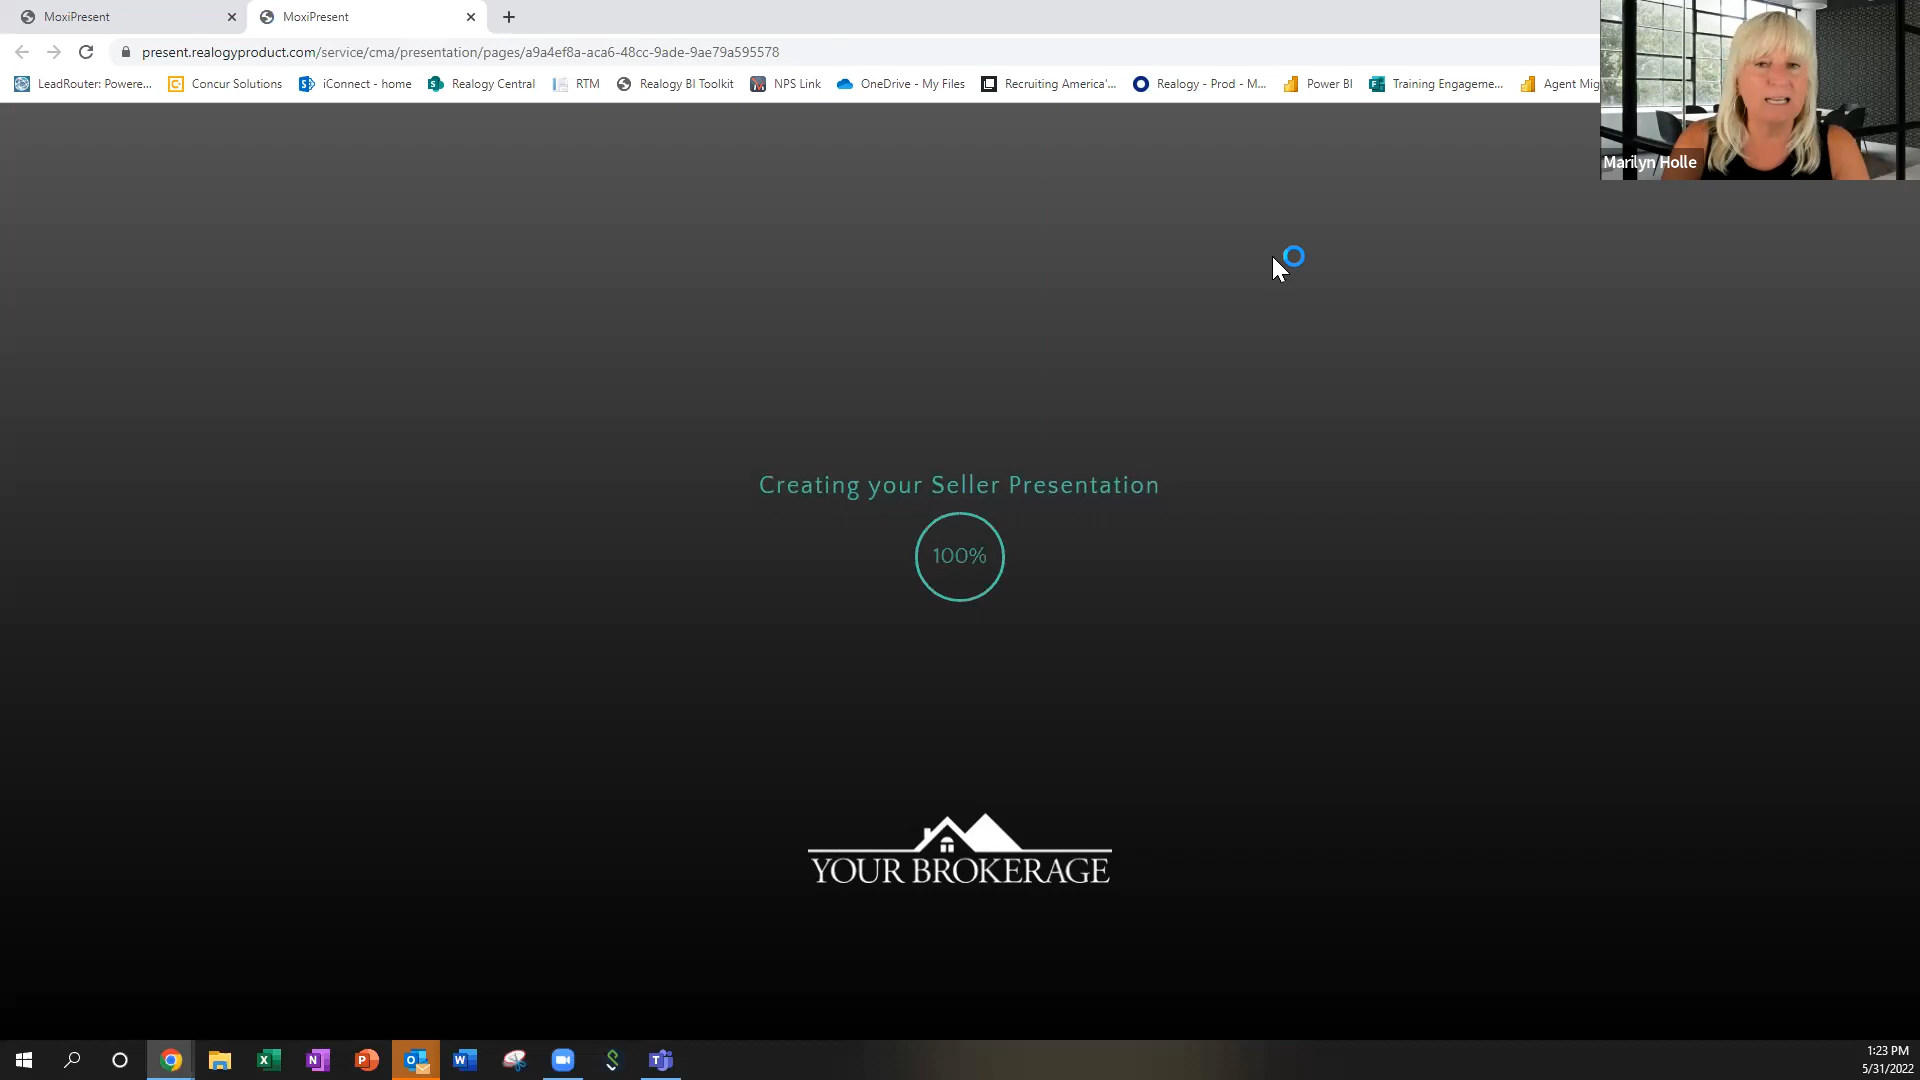 MoxiPresent
MoxiPresent
present.realogyproduct.com/service/cma/presentation/pages/a9a4ef8a-aca6-48cc-9ade-9ae79a595578
LeadRouter: Powere... Concur Solutions iConnect - home Realogy Central RTM Realogy BI Toolkit NPS Link OneDrive - My Files Recruiting America'... Realogy - Prod - M... Power BI Training Engageme... Agent Mig
Marilyn Holle
Creating your Seller Presentation
100%
YOUR BROKERAGE
1:23 PM
5/31/2022